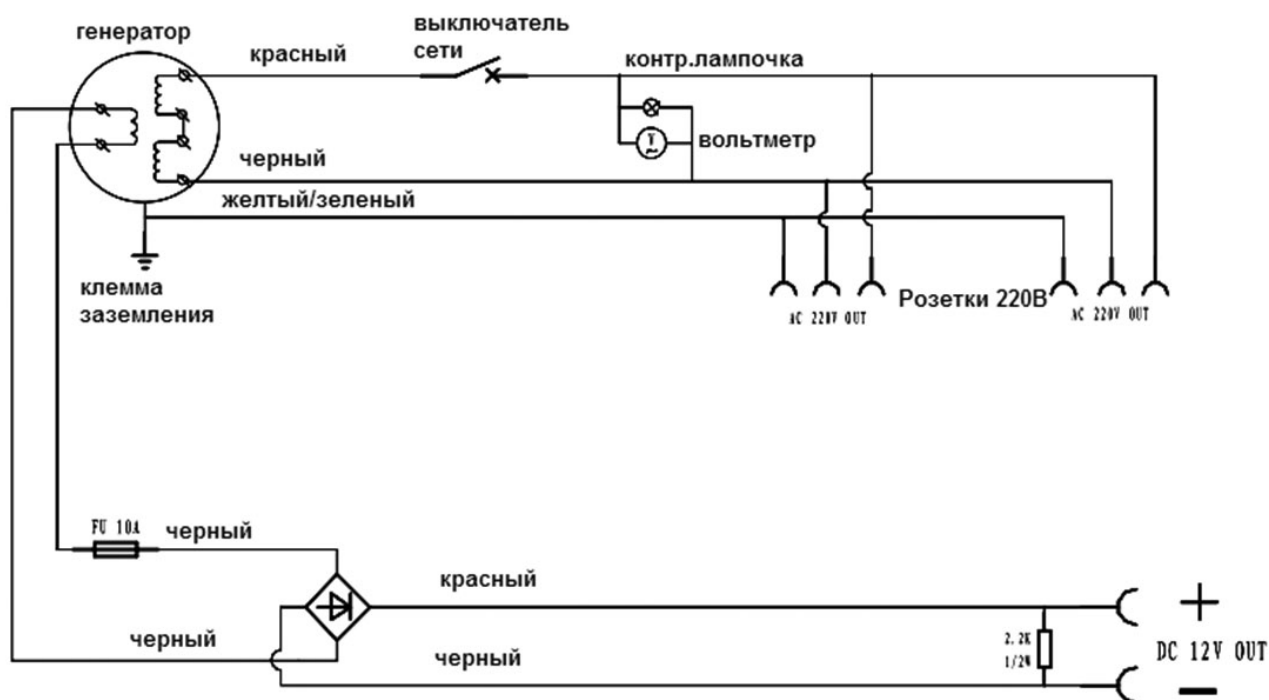 генератор
красный
выключатель
сети
контр.лампочка
вольтметр
черный
желтый/зеленый
клемма
заземления
Розетки 220В
AC 220V OUT
AC 220V OUT
FU 10A
черный
красный
черный
черный
2.2K
1/2W
+
DC 12V OUT
−